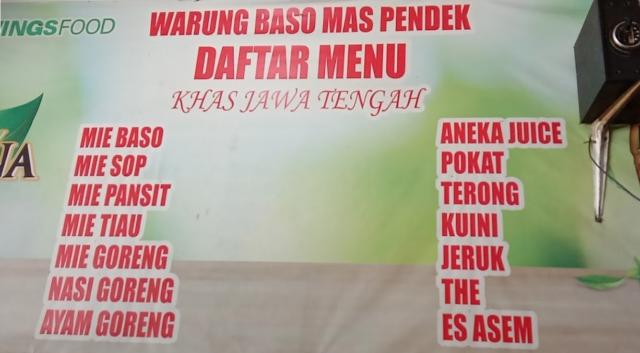 WINGSFOOD
WARUNG BASO MAS PENDEK
DAFTAR MENU
KHAS JAWA TENGAH
MIE BASO
MIE SOP
MIE PANSIT
MIE TIAU
MIE GORENG
NASI GORENG
AYAM GORENG
ANEKA JUICE
POKAT
TERONG
KUINI
JERUK
THE
ES ASEM